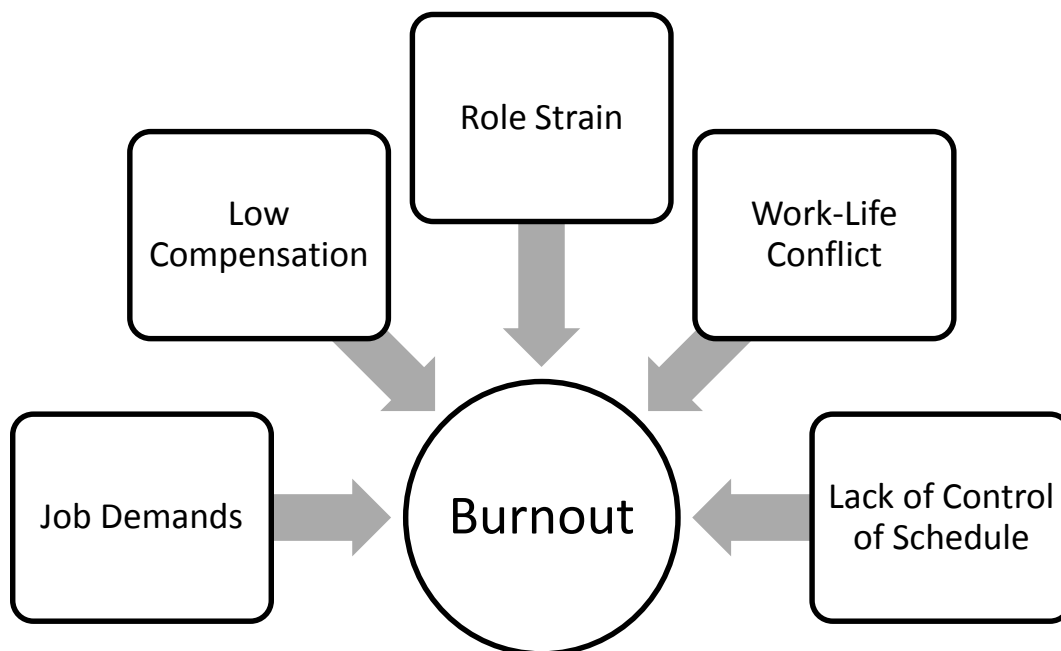 Role Strain
Low
Compensation
Work-Life
Conflict
Job Demands
Burnout
Lack of Control
of Schedule